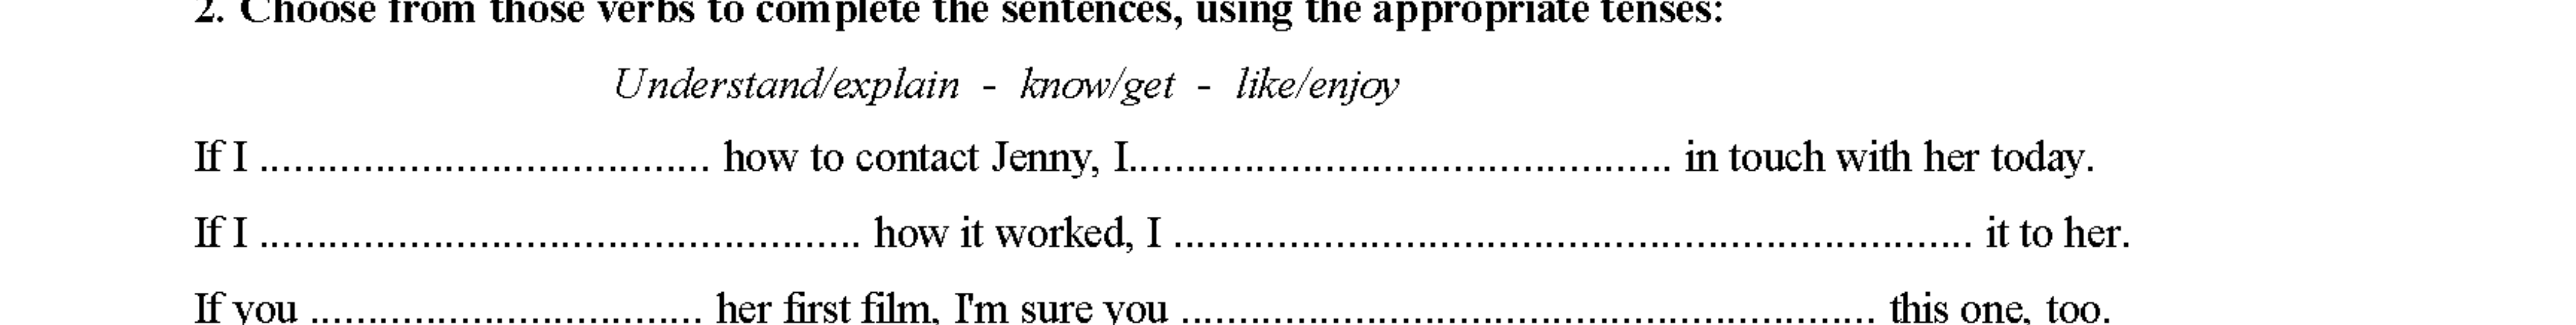 2. Choose from those verbs to complete the sentences, using the appropriate tenses:
Understand/explain - know/get - like/enjoy
If I ....................................... how to contact Jenny, I............................................... in touch with her today.
If I .................................................... how it worked, I ..................................................................... it to her.
If you .................................. her first film, I'm sure you ............................................................ this one, too.